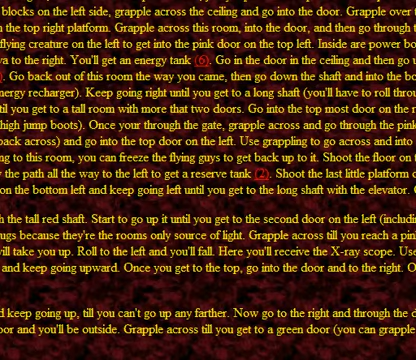 blocks on the left side, grapple across the ceiling and go into the door. Grapple over
the top right platform. Grapple across this room, into the door, and then go through t
flying creature on the left to get into the pink door on the top left. Inside are power bo
va to the right. You'll get an energy tank (6). Go in the door in the ceiling and then go u
). Go back out of this room the way you came, then go down the shaft and into the bo
nergy recharger). Keep going right until you get to a long shaft (you'll have to roll throu
til you get to a tall room with more that two doors. Go into the top most door on the r
high jump boots). Once your through the gate, grapple across and go through the pink
back across) and go into the top door on the left. Use grappling to go across and into
ng to this room, you can freeze the flying guys to get back up to it. Shoot the floor on
the path all the way to the left to get a reserve tank (2). Shoot the last little platform
on the bottom left and keep going left until you get to the long shaft with the elevator.
h the tall red shaft. Start to go up it until you get to the second door on the left (includi
ugs because they're the rooms only source of light. Grapple across till you reach a pin
will take you up. Roll to the left and you'll fall. Here you'll receive the X-ray scope. Use
and keep going upward. Once you get to the top, go into the door and to the right. O
d keep going up, till you can't go up any farther. Now go to the right and through the d
oor and you'll be outside. Grapple across till you get to a green door (you can grapple